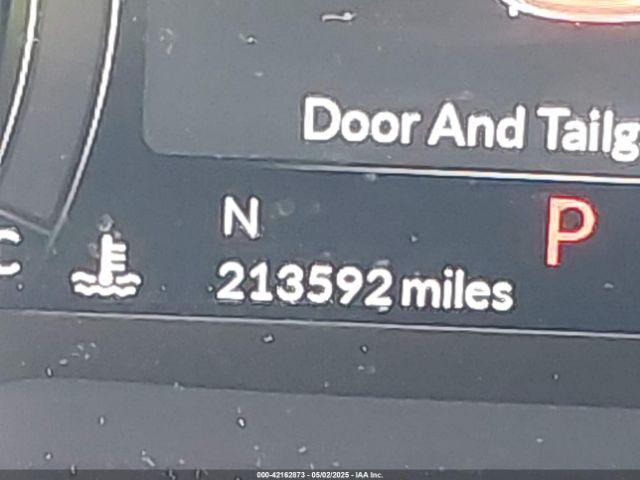 Door And Tailg
N
P
C
213592 miles
000-42162873 - 05/02/2025 - IAA Inc.